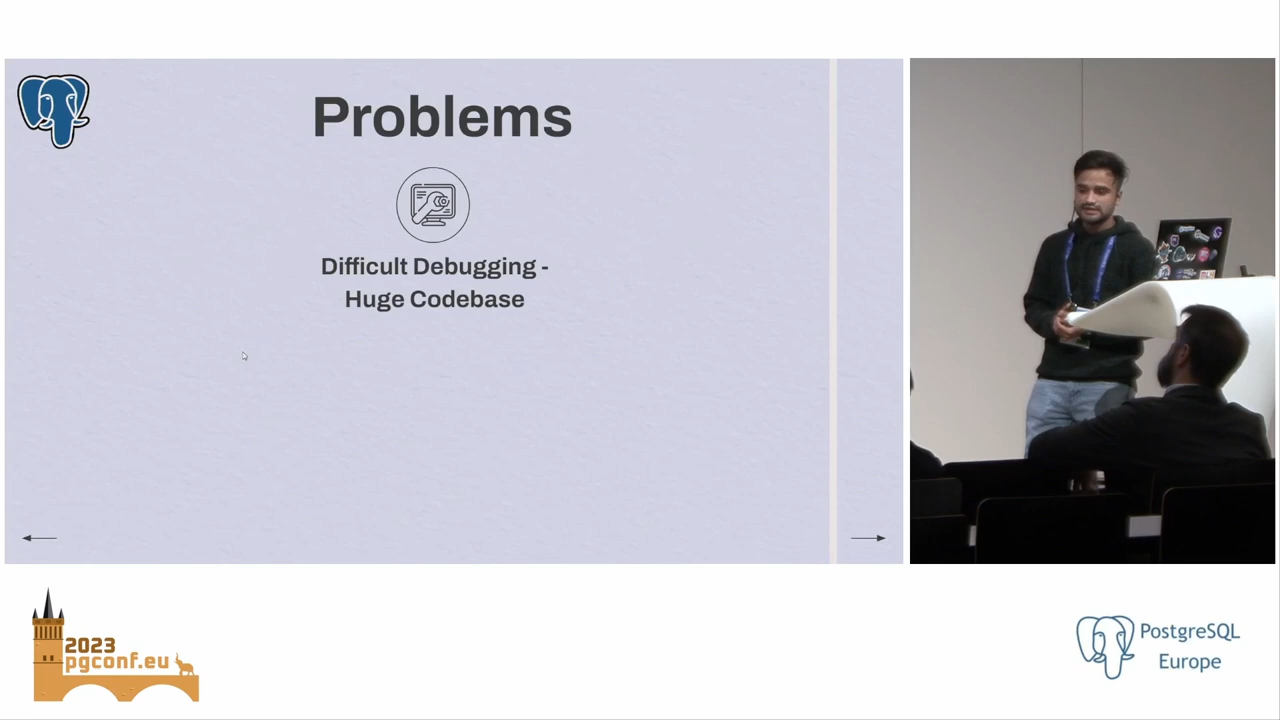 Problems
Difficult Debugging -
Huge Codebase
2023
pgconf.eu
PostgreSQL
Europe